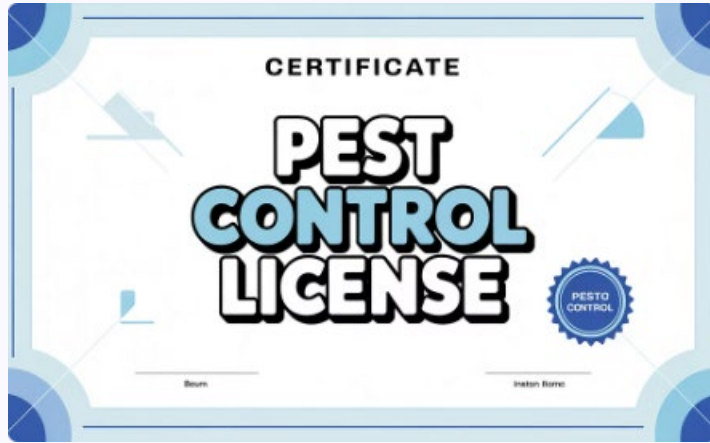 CERTIFICATE
PEST
CONTROL
LICENSE
PESTO
CONTROL